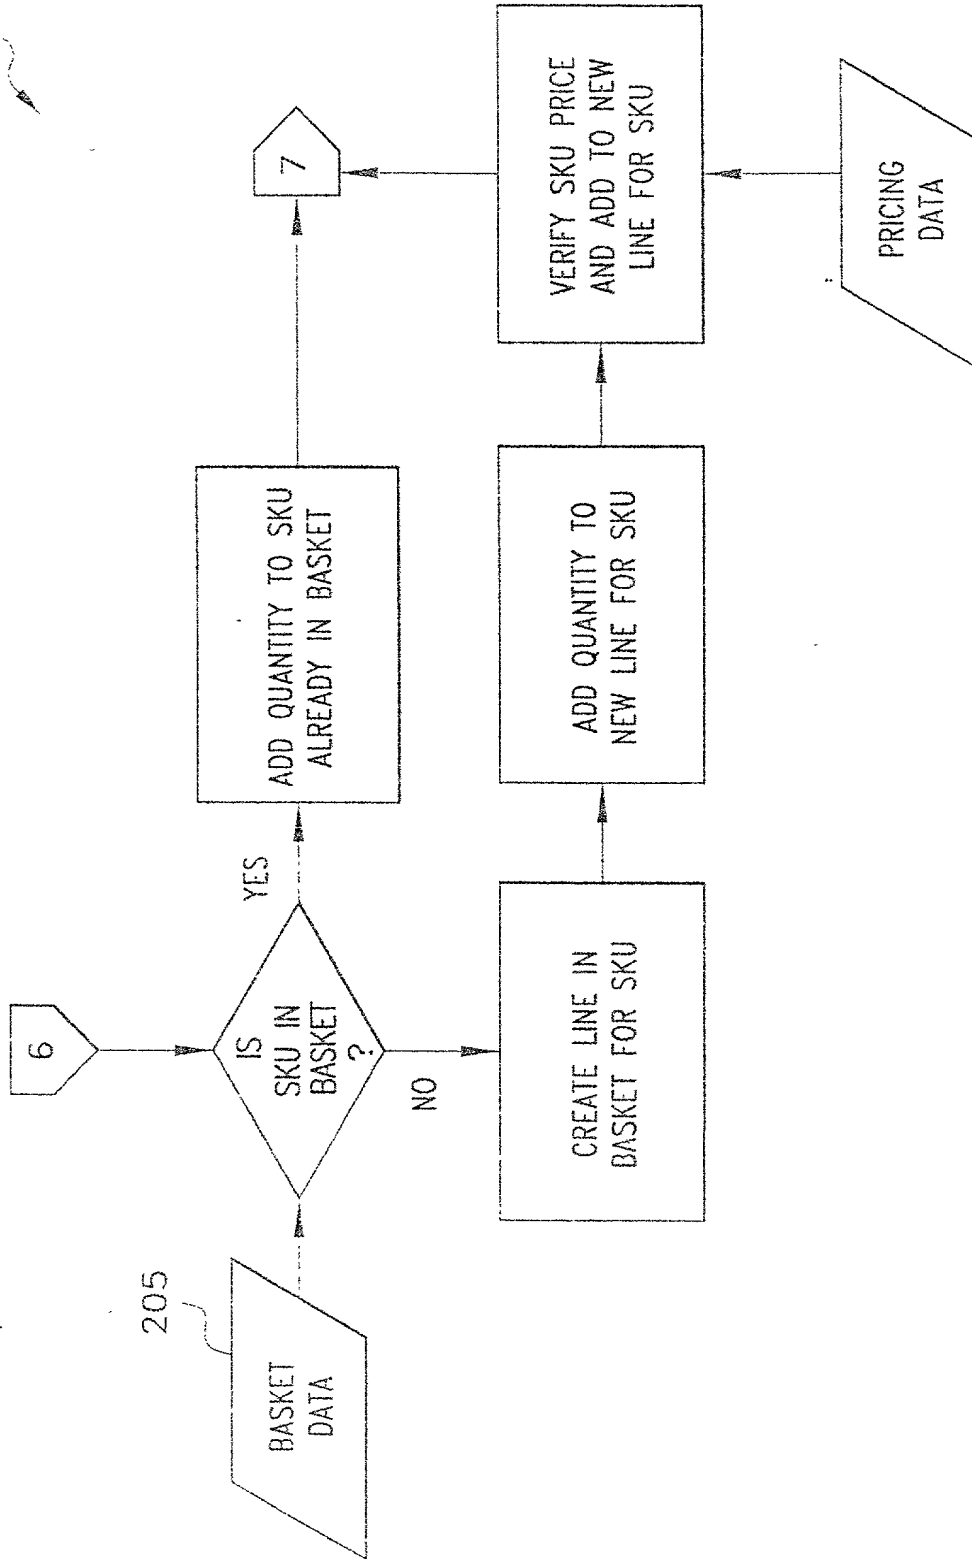 6
205
BASKET
DATA
IS
SKU IN
BASKET
?
YES
NO
ADD QUANTITY TO SKU
ALREADY IN BASKET
7
CREATE LINE IN
BASKET FOR SKU
ADD QUANTITY TO
NEW LINE FOR SKU
VERIFY SKU PRICE
AND ADD TO NEW
LINE FOR SKU
PRICING
DATA